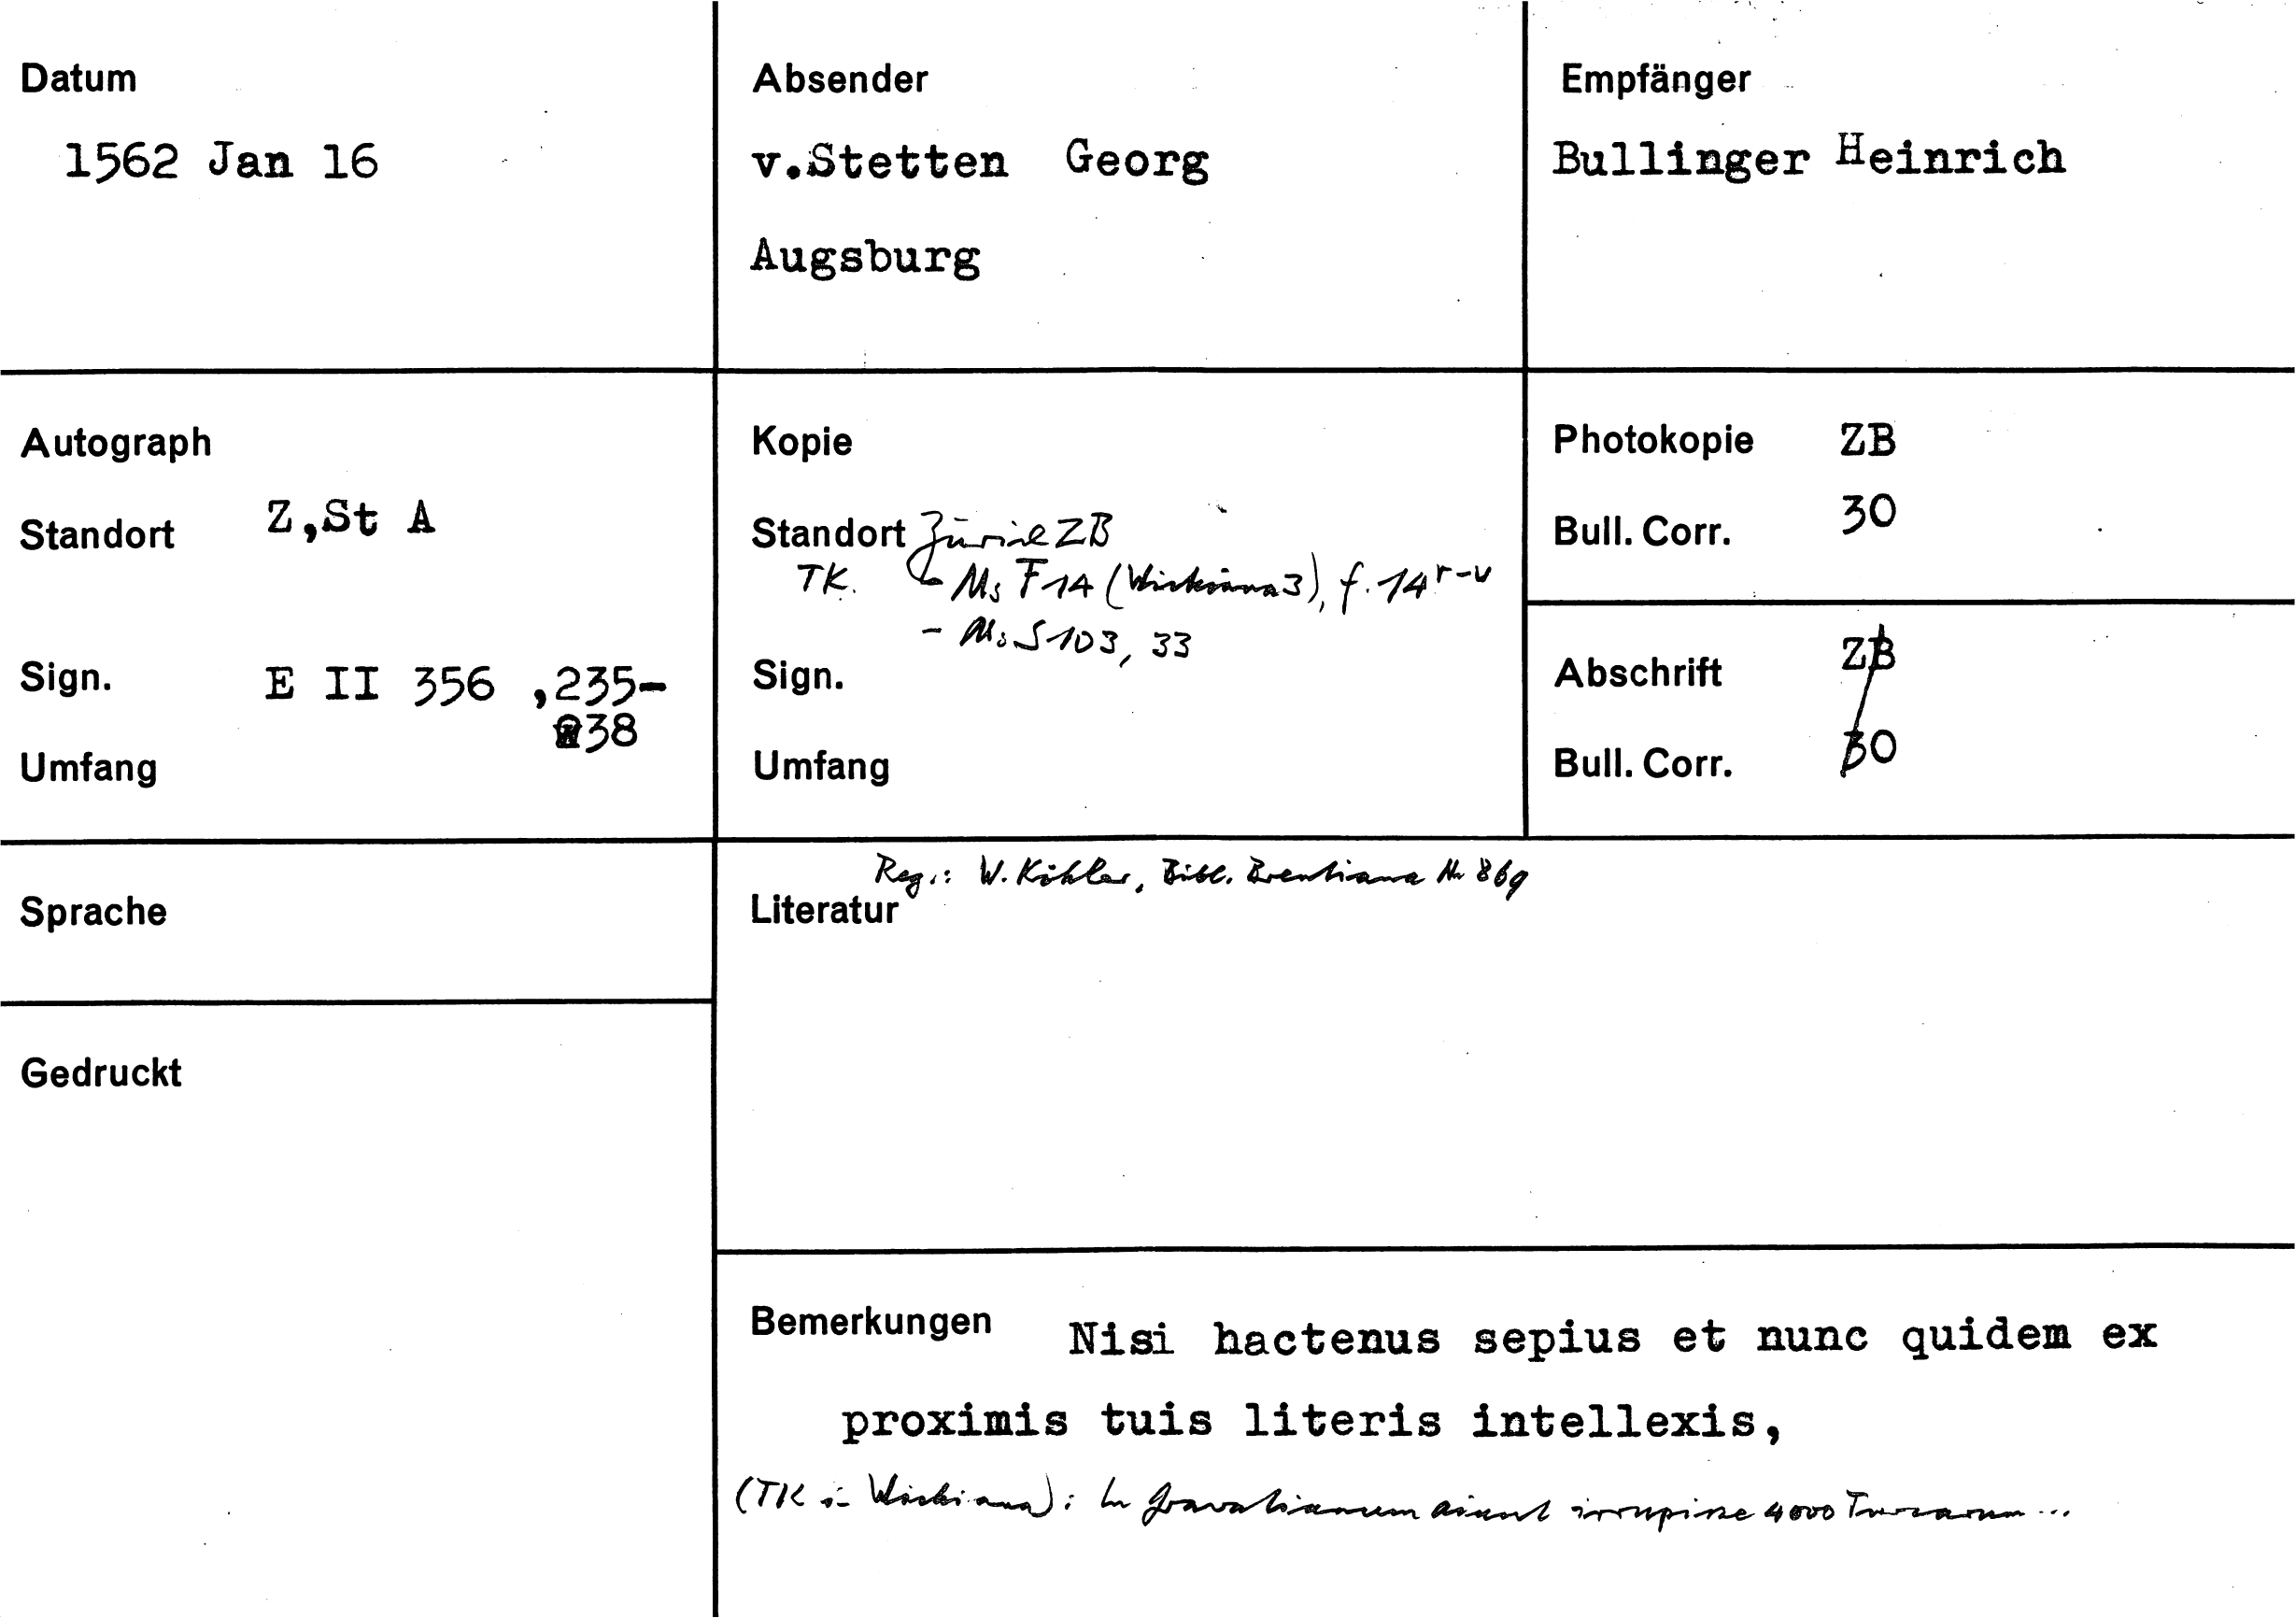 Datum
1562 Jan 16
Absender
v.Stetten Georg
Augsburg
Empfänger
Bullinger Heinrich
Autograph
Standort Z,St A
Sign. E II 356 ,235-
238
Umfang
Kopie
Standort Zürich ZB
TK. Ms F 14 (Wickiana 3), f. 14 r-v
- Ms S 103, 33
Sign.
Umfang
Photokopie ZB
Bull. Corr. 30
Abschrift ZB
Bull. Corr. 30
Sprache
Gedruckt
Reg.: W. Köhler, Bibl. Brentiana Nr 869
Literatur
Bemerkungen Nisi hactenus sepius et nunc quidem ex
proximis tuis literis intellexis,
(TK in Wickiana): In aiunt irrupisse 4000 Turcarum ...